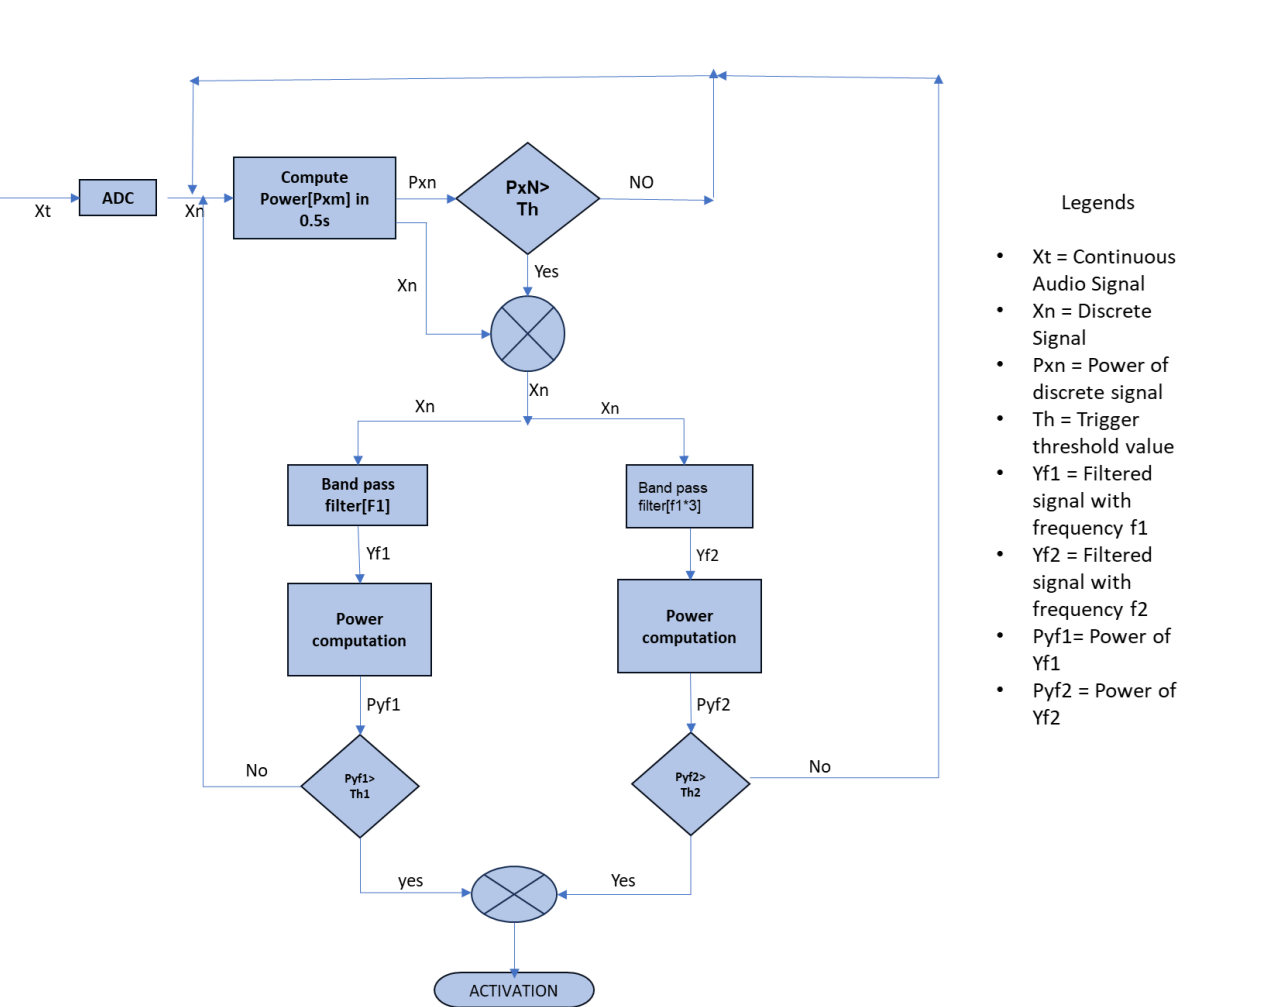 Xt
ADC
Xn
Compute
Power[Pxm] in
0.5s
Pxn
PxN>
Th
NO
Yes
Xn
Xn
Xn
Xn
Band pass
filter[F1]
Band pass
filter[f1*3]
Yf1
Yf2
Power
computation
Power
computation
Pyf1
Pyf2
Pyf1>
Th1
Pyf2>
Th2
No
No
yes
Yes
ACTIVATION
Legends
• Xt = Continuous
Audio Signal
• Xn = Discrete
Signal
• Pxn = Power of
discrete signal
• Th = Trigger
threshold value
• Yf1 = Filtered
signal with
frequency f1
• Yf2 = Filtered
signal with
frequency f2
• Pyf1= Power of
Yf1
• Pyf2 = Power of
Yf2